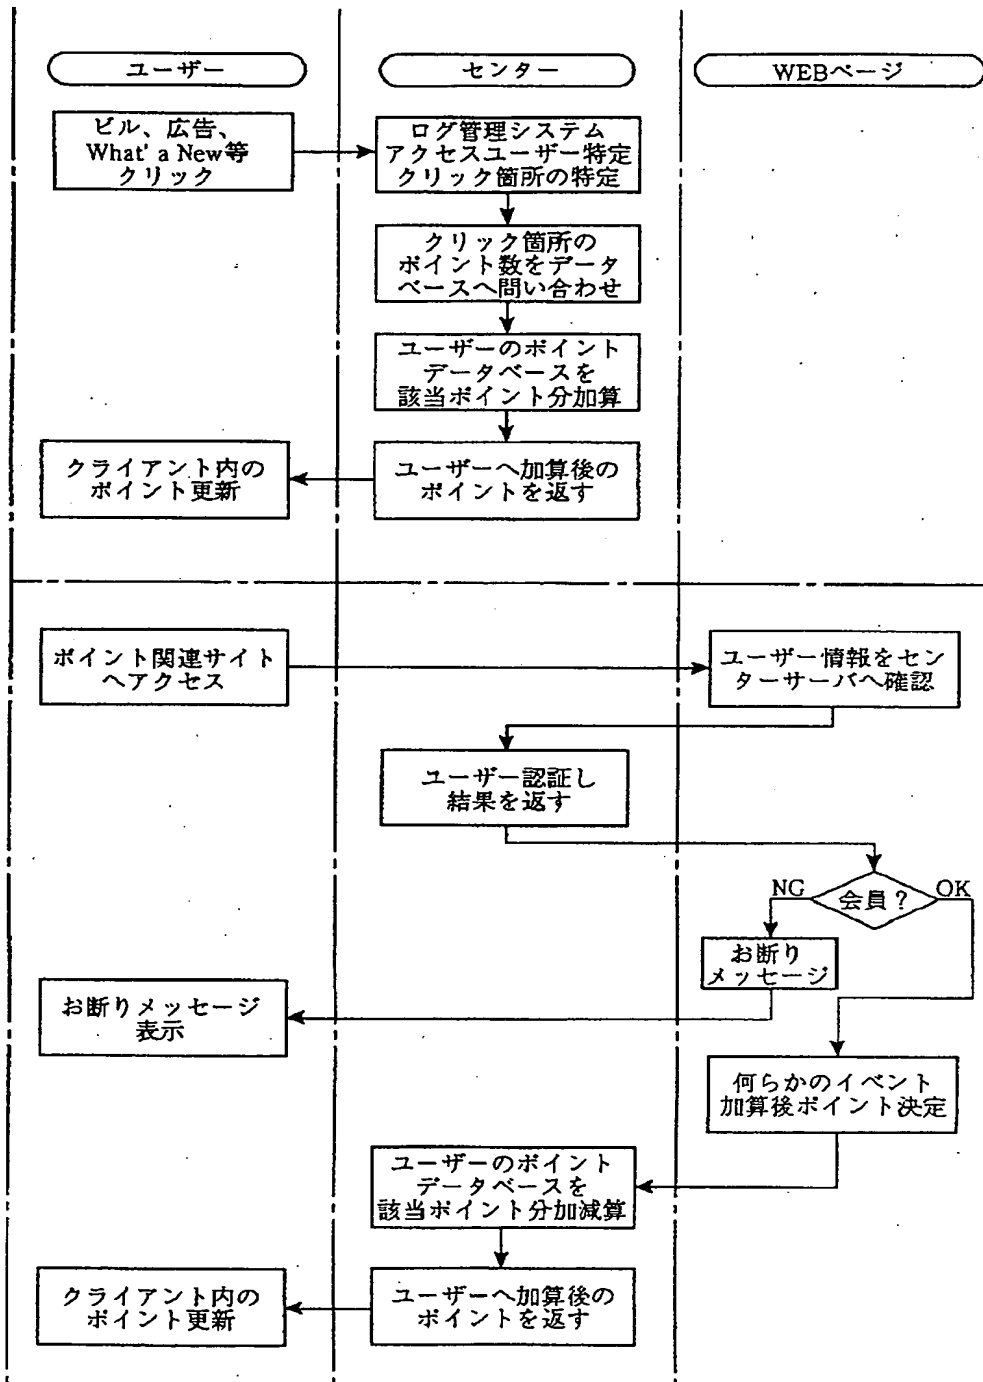 ユーザー
センター
WEBページ
ビル、広告、
What' a New等
クリック
ログ管理システム
アクセスユーザー特定
クリック箇所の特定
クリック箇所の
ポイント数をデータ
ベースへ問い合わせ
ユーザーのポイント
データベースを
該当ポイント分加算
クライアント内の
ポイント更新
ユーザーへ加算後の
ポイントを返す
ポイント関連サイト
へアクセス
ユーザー情報をセン
ターサーバへ確認
ユーザー認証し
結果を返す
NG
会員?
OK
お断り
メッセージ
お断りメッセージ
表示
何らかのイベント
加算後ポイント決定
ユーザーのポイント
データベースを
該当ポイント分加減算
クライアント内の
ポイント更新
ユーザーへ加算後の
ポイントを返す